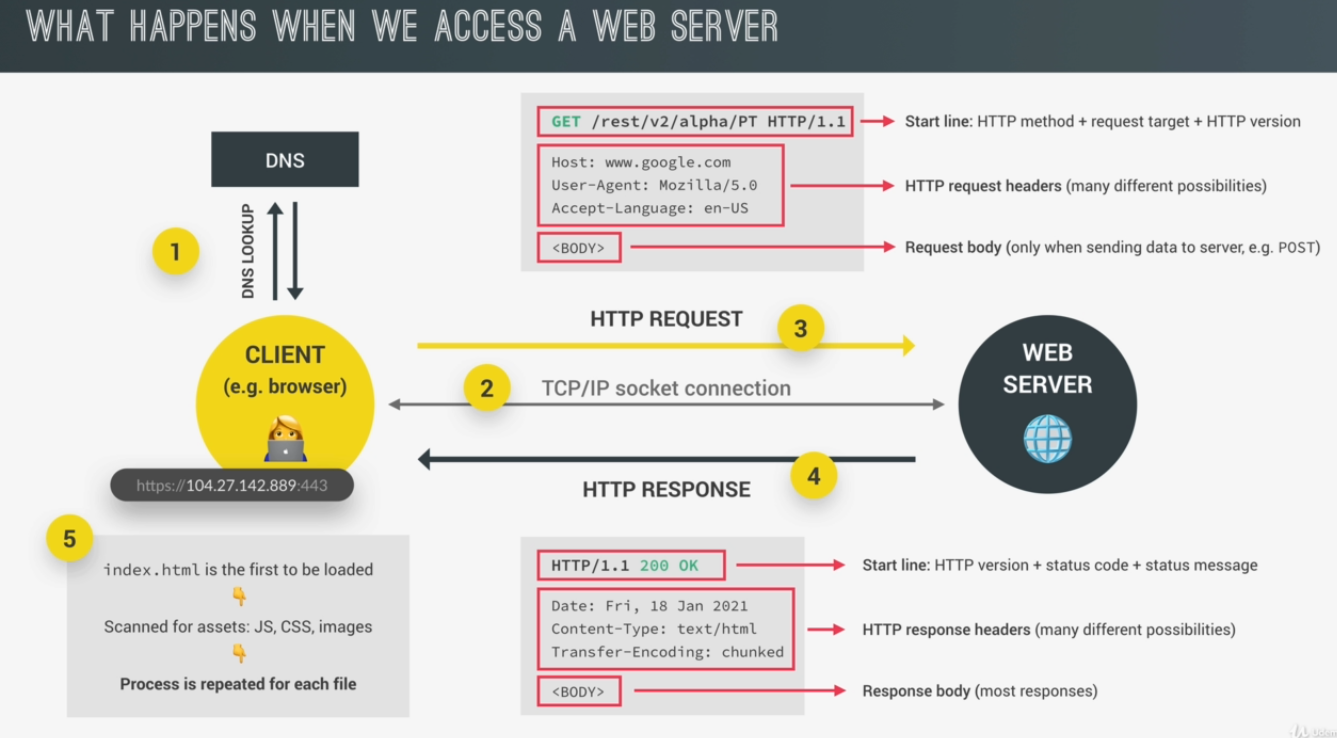 WHAT HAPPENS WHEN WE ACCESS A WEB SERVER
DNS
DNS LOOKUP
1
CLIENT
(e.g. browser)
https://104.27.142.889:443
GET /rest/v2/alpha/PT HTTP/1.1
Start line: HTTP method + request target + HTTP version
Host: www.google.com
User-Agent: Mozilla/5.0
Accept-Language: en-US
HTTP request headers (many different possibilities)
<BODY>
Request body (only when sending data to server, e.g. POST)
HTTP REQUEST
3
2
TCP/IP socket connection
WEB
SERVER
4
HTTP RESPONSE
5
index.html is the first to be loaded
Scanned for assets: JS, CSS, images
Process is repeated for each file
HTTP/1.1 200 OK
Start line: HTTP version + status code + status message
Date: Fri, 18 Jan 2021
Content-Type: text/html
Transfer-Encoding: chunked
HTTP response headers (many different possibilities)
<BODY>
Response body (most responses)